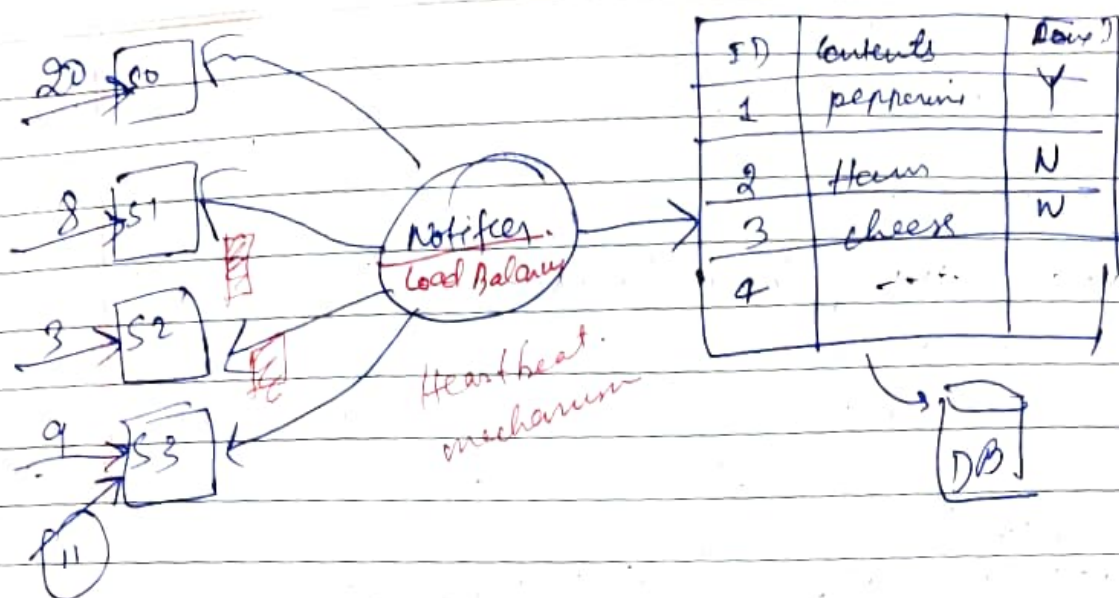 20 S0
8 S1
3 S2
9 S3
11
Notifier.
Load Balancer
Heartbeat
mechanism
ID Contents Done?
1 pepperoni Y
2 Ham N
3 cheese N
4 .....
DB